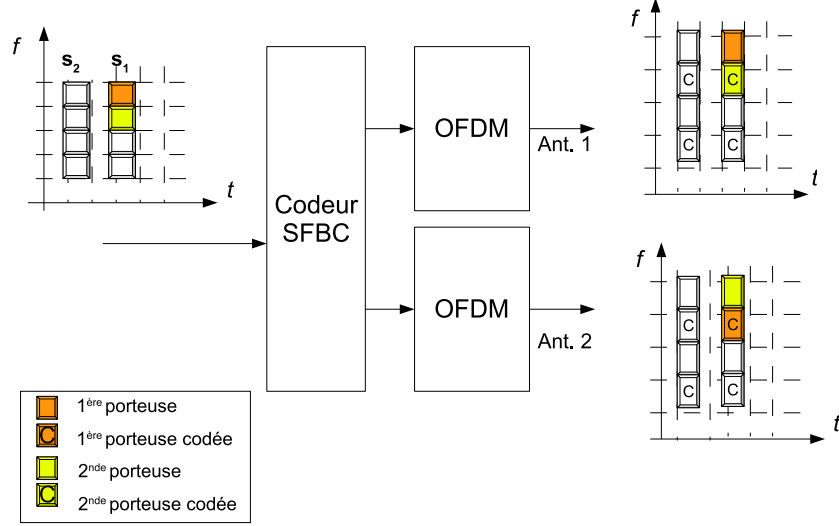 f
s₂ s₁
t
Codeur
SFBC
OFDM
Ant. 1
OFDM
Ant. 2
f
C C
C C
t
f
C C
C C
t
1ère porteuse
C 1ère porteuse codée
2nde porteuse
C 2nde porteuse codée